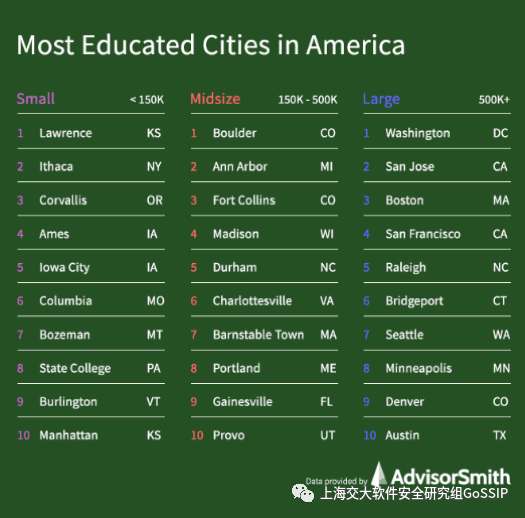 Most Educated Cities in America
Small < 150K
1 Lawrence KS
2 Ithaca NY
3 Corvallis OR
4 Ames IA
5 Iowa City IA
6 Columbia MO
7 Bozeman MT
8 State College PA
9 Burlington VT
10 Manhattan KS
Midsize 150K - 500K
1 Boulder CO
2 Ann Arbor MI
3 Fort Collins CO
4 Madison WI
5 Durham NC
6 Charlottesville VA
7 Barnstable Town MA
8 Portland ME
9 Gainesville FL
10 Provo UT
Large 500K+
1 Washington DC
2 San Jose CA
3 Boston MA
4 San Francisco CA
5 Raleigh NC
6 Bridgeport CT
7 Seattle WA
8 Minneapolis MN
9 Denver CO
10 Austin TX
Data provided by AdvisorSmith
上海交大软件安全研究组GoSSIP